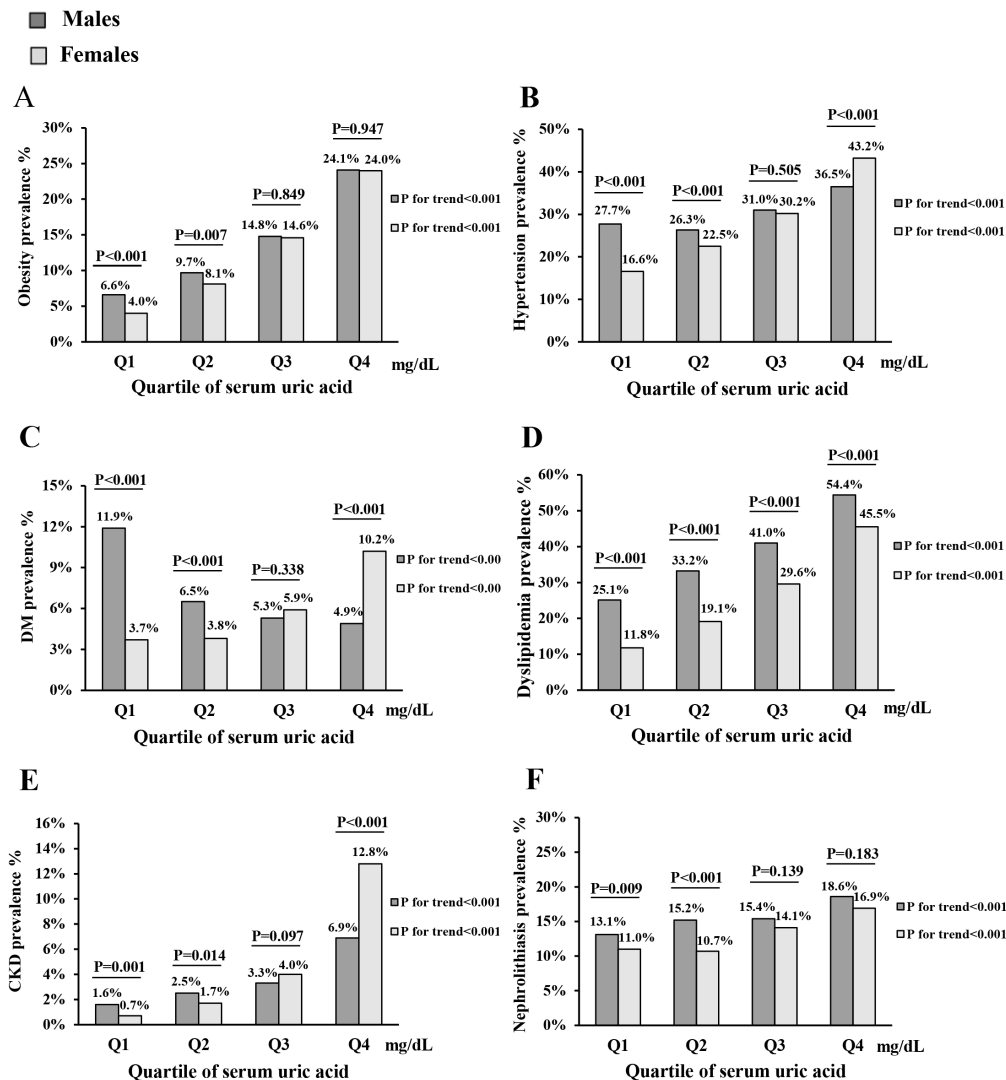 Males
Females
A
Obesity prevalence %
30%
25%
20%
15%
10%
5%
0%
P<0.001
6.6%
4.0%
P=0.007
9.7%
8.1%
P=0.849
14.8%
14.6%
P=0.947
24.1%
24.0%
P for trend<0.001
P for trend<0.001
Q1 Q2 Q3 Q4 mg/dL
Quartile of serum uric acid
B
Hypertension prevalence %
50%
40%
30%
20%
10%
0%
P<0.001
27.7%
16.6%
P<0.001
26.3%
22.5%
P=0.505
31.0%
30.2%
P<0.001
36.5%
43.2%
P for trend<0.001
P for trend<0.001
Q1 Q2 Q3 Q4 mg/dL
Quartile of serum uric acid
C
DM prevalence %
15%
12%
9%
6%
3%
0%
P<0.001
11.9%
3.7%
P<0.001
6.5%
3.8%
P=0.338
5.3%
5.9%
P<0.001
4.9%
10.2%
P for trend<0.00
P for trend<0.00
Q1 Q2 Q3 Q4 mg/dL
Quartile of serum uric acid
D
Dyslipidemia prevalence %
60%
50%
40%
30%
20%
10%
0%
P<0.001
25.1%
11.8%
P<0.001
33.2%
19.1%
P<0.001
41.0%
29.6%
P<0.001
54.4%
45.5%
P for trend<0.001
P for trend<0.001
Q1 Q2 Q3 Q4 mg/dL
Quartile of serum uric acid
E
CKD prevalence %
16%
14%
12%
10%
8%
6%
4%
2%
0%
P=0.001
1.6%
0.7%
P=0.014
2.5%
1.7%
P=0.097
3.3%
4.0%
P<0.001
6.9%
12.8%
P for trend<0.001
P for trend<0.001
Q1 Q2 Q3 Q4 mg/dL
Quartile of serum uric acid
F
Nephrolithiasis prevalence %
30%
25%
20%
15%
10%
5%
0%
P=0.009
13.1%
11.0%
P<0.001
15.2%
10.7%
P=0.139
15.4%
14.1%
P=0.183
18.6%
16.9%
P for trend<0.001
P for trend<0.001
Q1 Q2 Q3 Q4 mg/dL
Quartile of serum uric acid